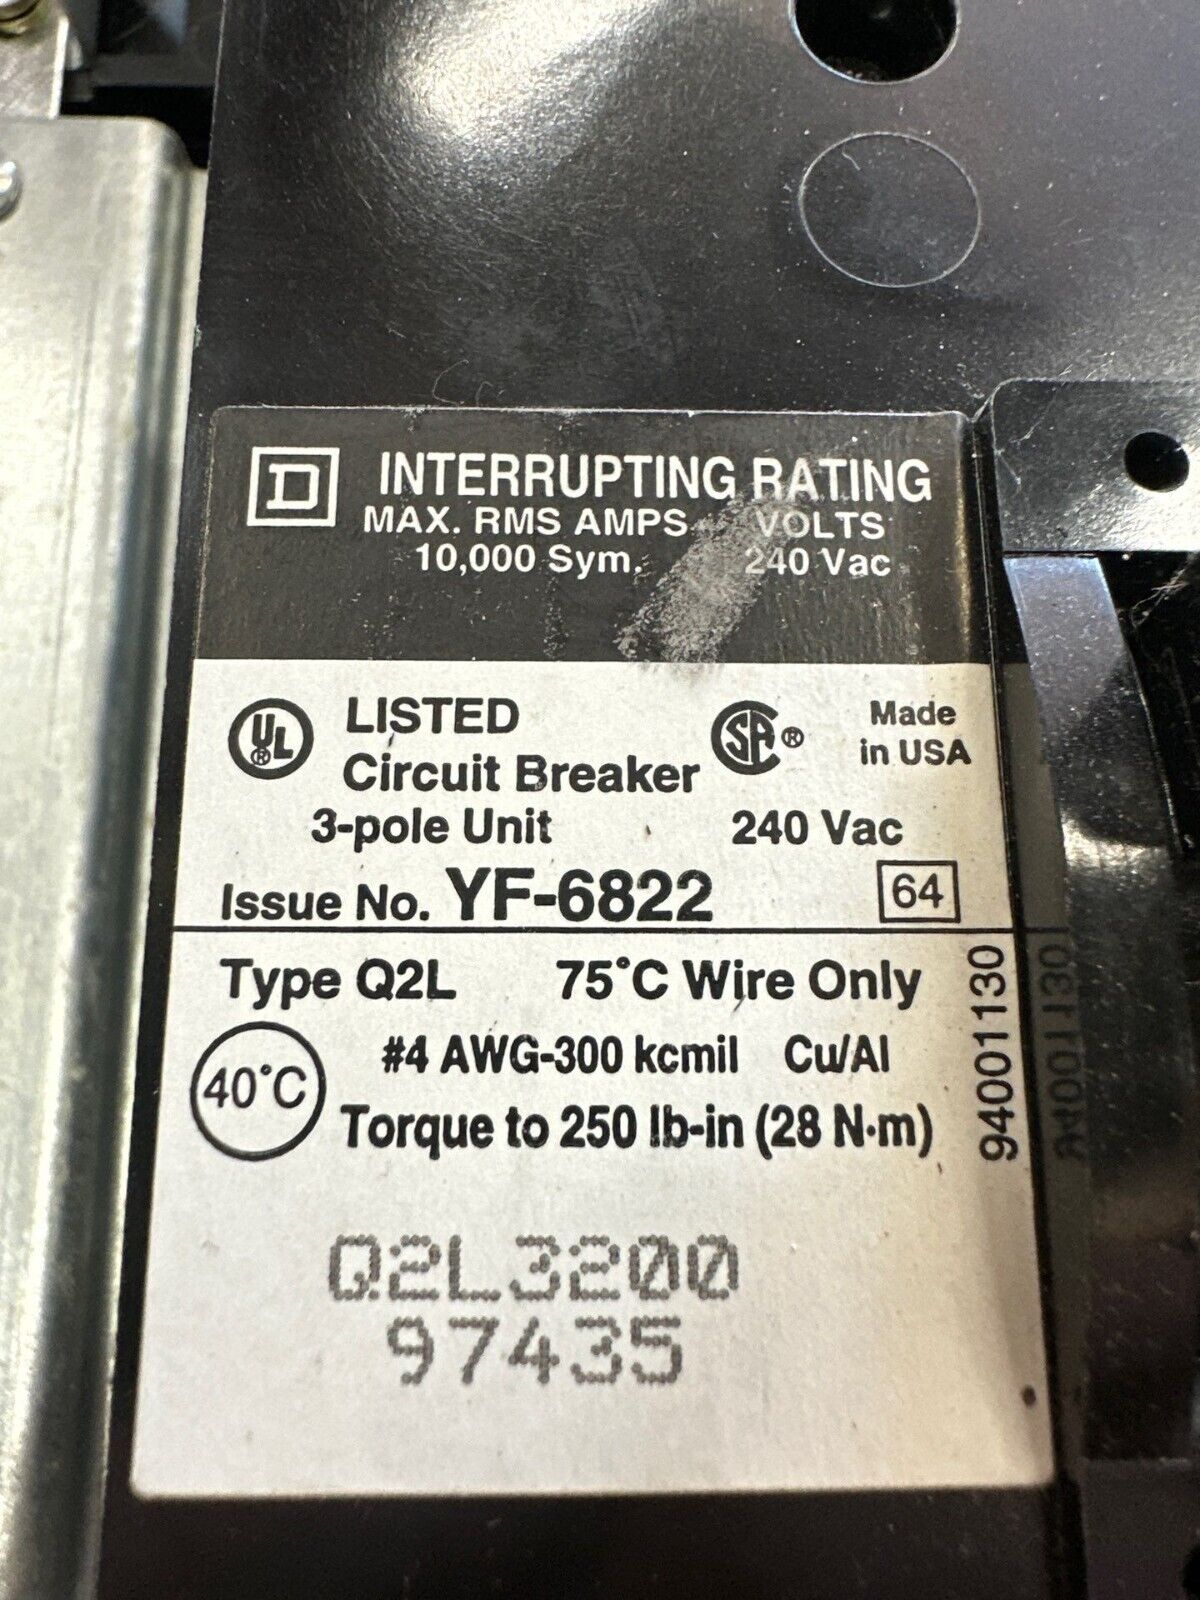 D INTERRUPTING RATING
MAX. RMS AMPS VOLTS
10,000 Sym. 240 Vac
UL® LISTED
Circuit Breaker
SA® Made
in USA
3-pole Unit 240 Vac
Issue No. YF-6822 64
Type Q2L 75°C Wire Only
40°C
#4 AWG-300 kcmil Cu/Al
Torque to 250 lb-in (28 N·m)
94001130
Q2L3200
97435